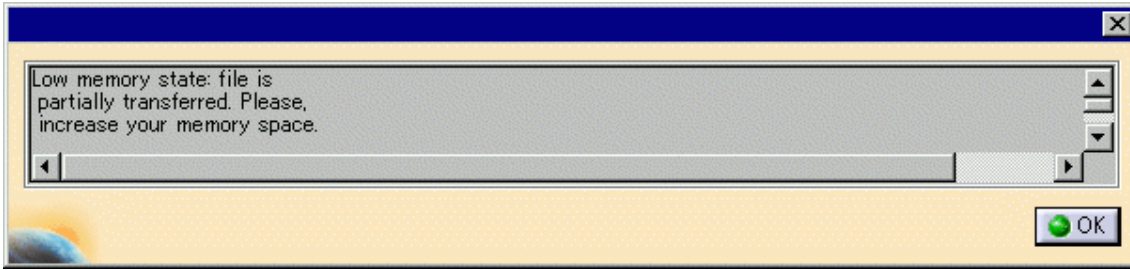 Low memory state: file is
partially transferred. Please,
increase your memory space.
OK